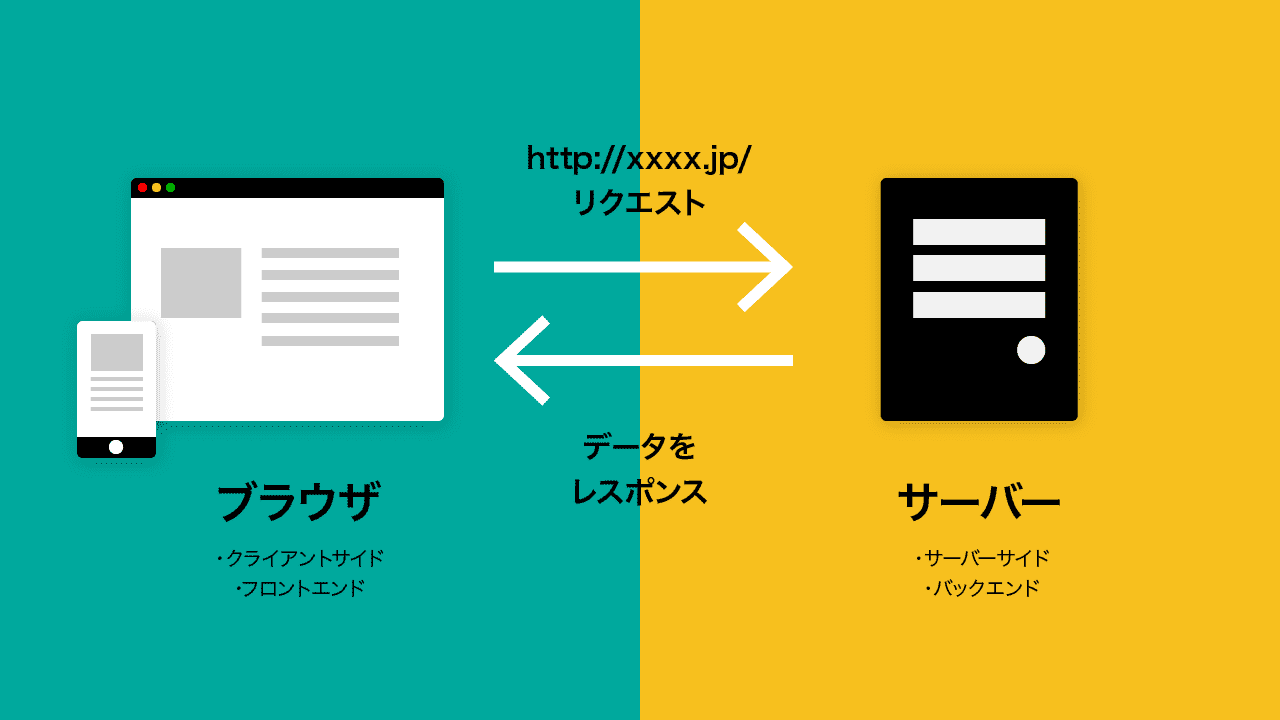 http://xxxx.jp/
リクエスト
データを
レスポンス
ブラウザ
・クライアントサイド
・フロントエンド
サーバー
・サーバーサイド
・バックエンド